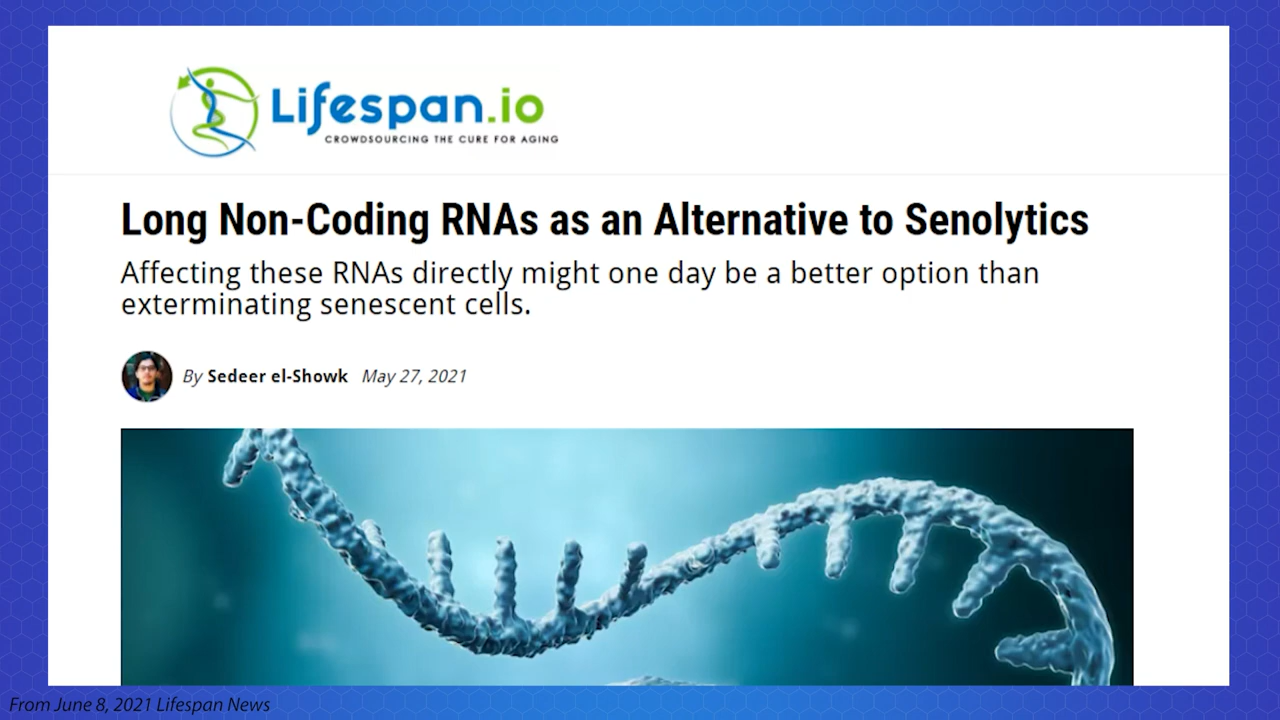 Lifespan.io
CROWDSOURCING THE CURE FOR AGING
Long Non-Coding RNAs as an Alternative to Senolytics
Affecting these RNAs directly might one day be a better option than
exterminating senescent cells.
By Sedeer el-Showk May 27, 2021
From June 8, 2021 Lifespan News